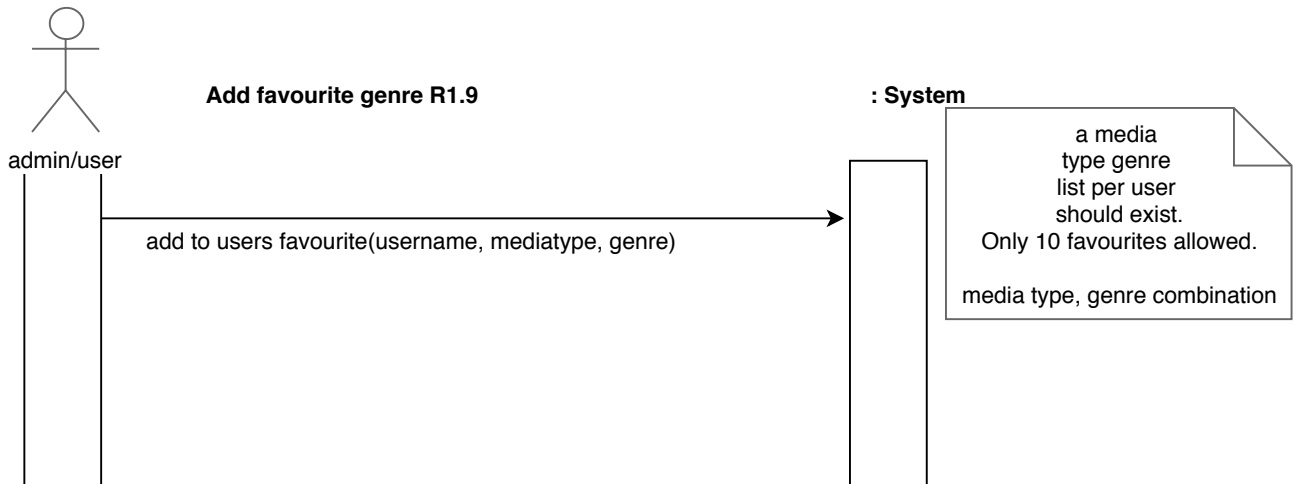 Add favourite genre R1.9
: System
admin/user
add to users favourite(username, mediatype, genre)
a media
type genre
list per user
should exist.
Only 10 favourites allowed.
media type, genre combination